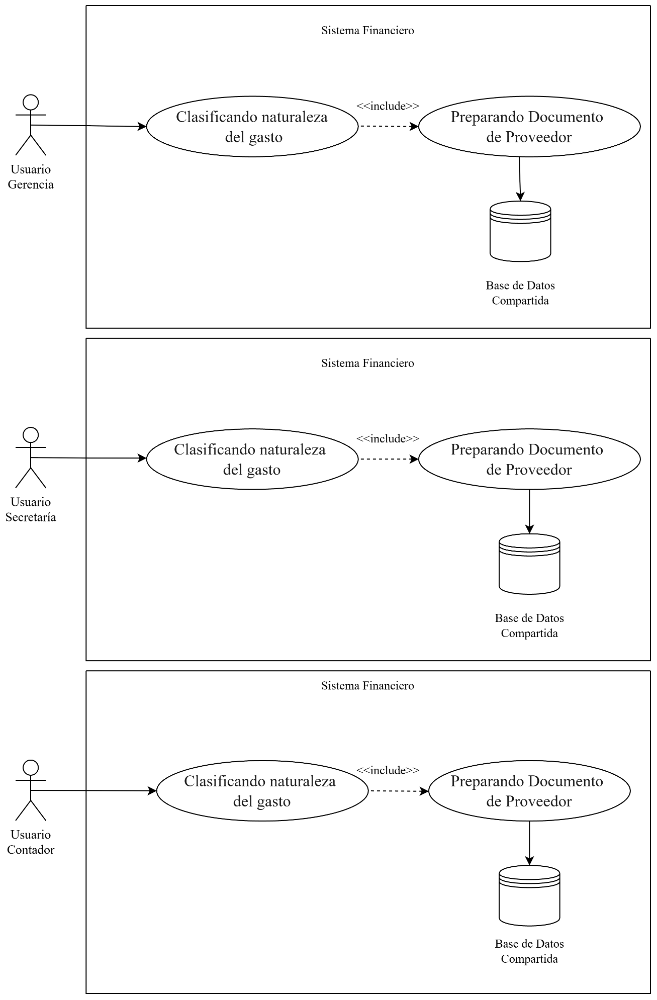 Sistema Financiero
<<include>>
Clasificando naturaleza
del gasto
Preparando Documento
de Proveedor
Usuario
Gerencia
Base de Datos
Compartida
Sistema Financiero
<<include>>
Clasificando naturaleza
del gasto
Preparando Documento
de Proveedor
Usuario
Secretaría
Base de Datos
Compartida
Sistema Financiero
<<include>>
Clasificando naturaleza
del gasto
Preparando Documento
de Proveedor
Usuario
Contador
Base de Datos
Compartida